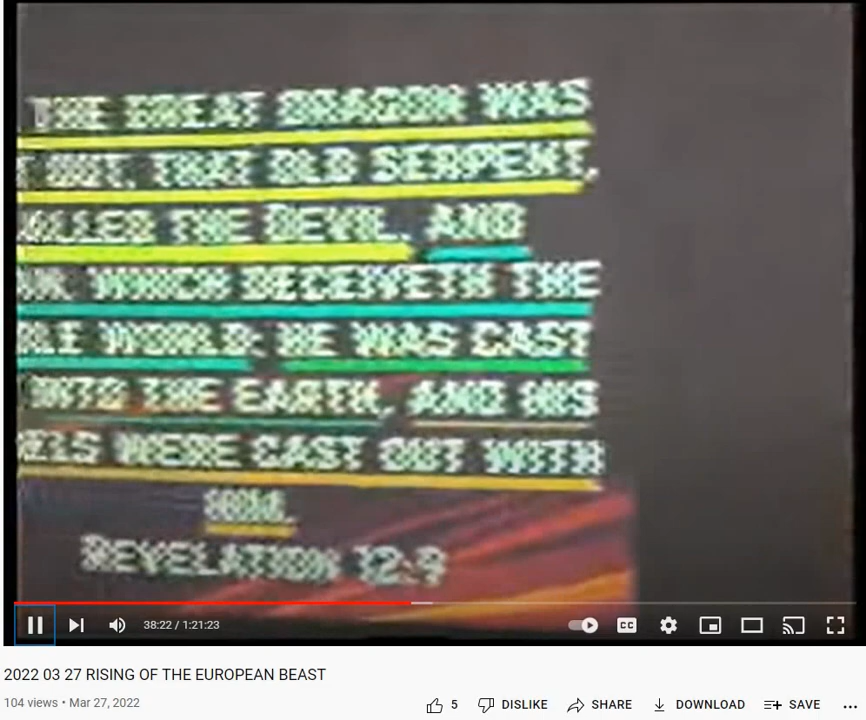 THE GREAT DRAGON WAS
T OUT, THAT OLD SERPENT,
ALLED THE DEVIL, AND
WHICH DECEIVETH THE
WORLD: HE WAS CAST
INTO THE EARTH, AND HIS
ELS WERE CAST OUT WITH
HIM.
REVELATION 12:9
38:22 / 1:21:23
CC
2022 03 27 RISING OF THE EUROPEAN BEAST
104 views • Mar 27, 2022
5 DISLIKE SHARE DOWNLOAD SAVE ...